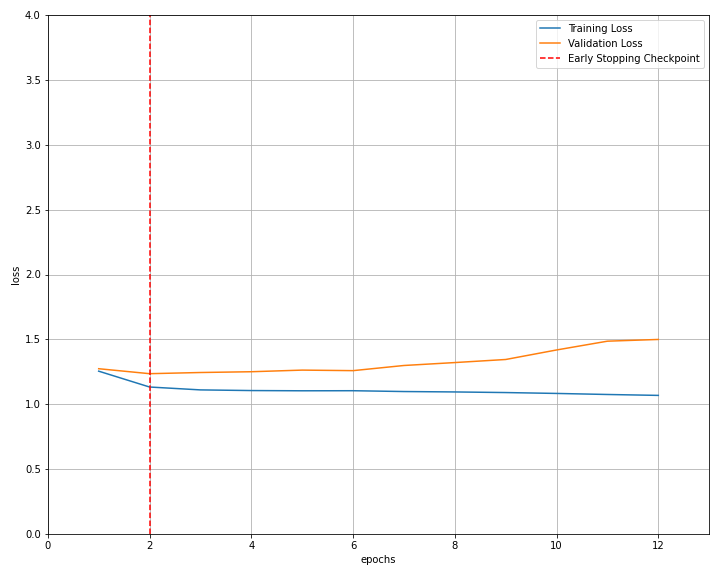 4.0
3.5
3.0
2.5
2.0
1.5
1.0
0.5
0.0
loss
Training Loss
Validation Loss
Early Stopping Checkpoint
0 2 4 6 8 10 12
epochs